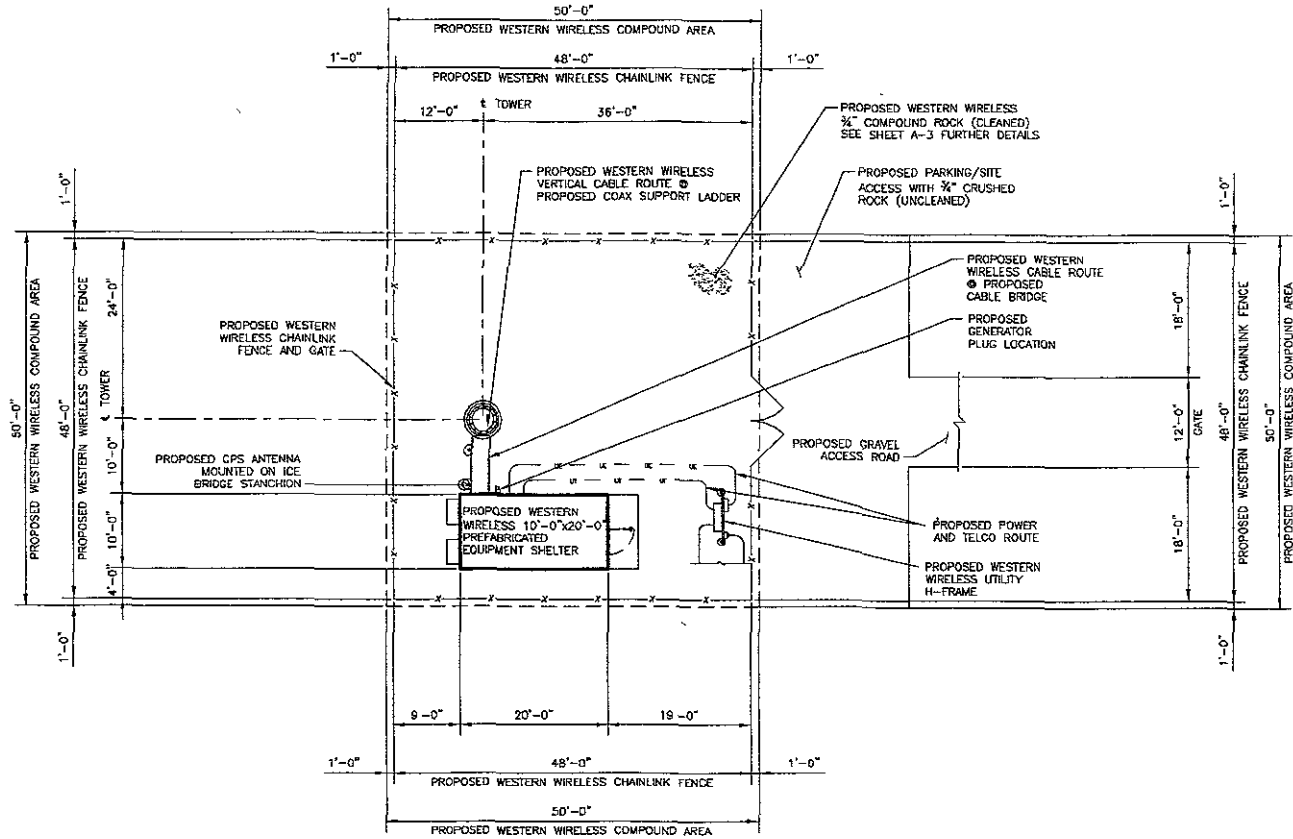 50'-0"
PROPOSED WESTERN WIRELESS COMPOUND AREA
1'-0"
48'-0"
1'-0"
PROPOSED WESTERN WIRELESS CHAINLINK FENCE
℄ TOWER
12'-0"
36'-0"
PROPOSED WESTERN WIRELESS
¾" COMPOUND ROCK (CLEANED)
SEE SHEET A-3 FURTHER DETAILS
PROPOSED WESTERN WIRELESS
VERTICAL CABLE ROUTE @
PROPOSED COAX SUPPORT LADDER
PROPOSED PARKING/SITE
ACCESS WITH ¾" CRUSHED
ROCK (UNCLEANED)
1'-0"
1'-0"
PROPOSED WESTERN
WIRELESS CABLE ROUTE
@ PROPOSED
CABLE BRIDGE
PROPOSED
GENERATOR
PLUG LOCATION
PROPOSED WESTERN
WIRELESS CHAINLINK
FENCE AND GATE
50'-0"
PROPOSED WESTERN WIRELESS COMPOUND AREA
48'-0"
PROPOSED WESTERN WIRELESS CHAINLINK FENCE
24'-0"
℄ TOWER
10'-0"
10'-0"
4'-0"
1'-0"
PROPOSED GPS ANTENNA
MOUNTED ON ICE
BRIDGE STANCHION
PROPOSED WESTERN
WIRELESS 10'-0"x20'-0"
PREFABRICATED
EQUIPMENT SHELTER
UE UE UE UE
UT UT UT
PROPOSED GRAVEL
ACCESS ROAD
PROPOSED POWER
AND TELCO ROUTE
PROPOSED WESTERN
WIRELESS UTILITY
H-FRAME
18'-0"
12'-0"
GATE
18'-0"
48'-0"
PROPOSED WESTERN WIRELESS CHAINLINK FENCE
50'-0"
PROPOSED WESTERN WIRELESS COMPOUND AREA
1'-0"
9'-0"
20'-0"
19'-0"
1'-0"
48'-0"
1'-0"
PROPOSED WESTERN WIRELESS CHAINLINK FENCE
50'-0"
PROPOSED WESTERN WIRELESS COMPOUND AREA